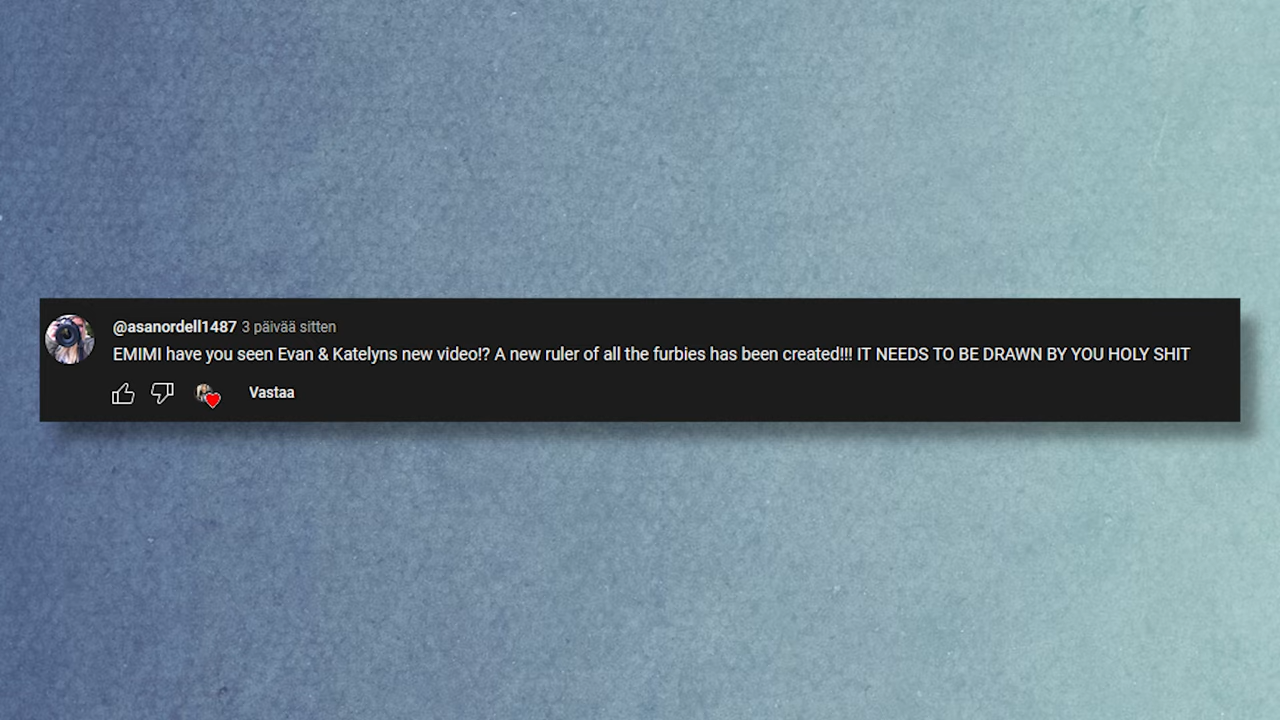 @asanordell1487 3 päivää sitten
EMIMI have you seen Evan & Katelyns new video!? A new ruler of all the furbies has been created!!! IT NEEDS TO BE DRAWN BY YOU HOLY SHIT
Vastaa